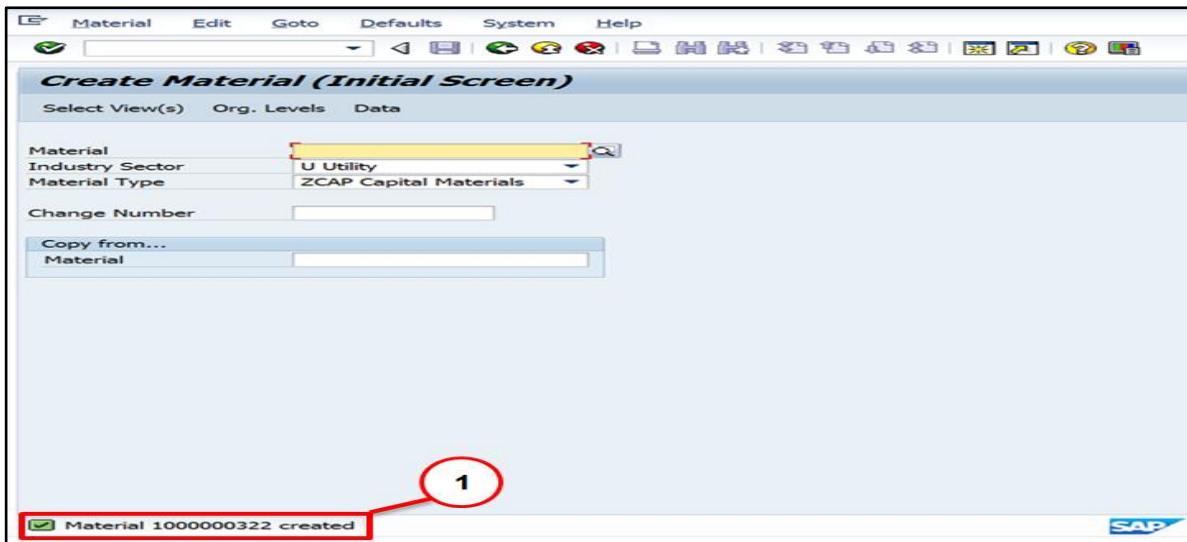 Material Edit Goto Defaults System Help
Create Material (Initial Screen)
Select View(s) Org. Levels Data
Material
Industry Sector U Utility
Material Type ZCAP Capital Materials
Change Number
Copy from...
Material
1
Material 1000000322 created
SAP